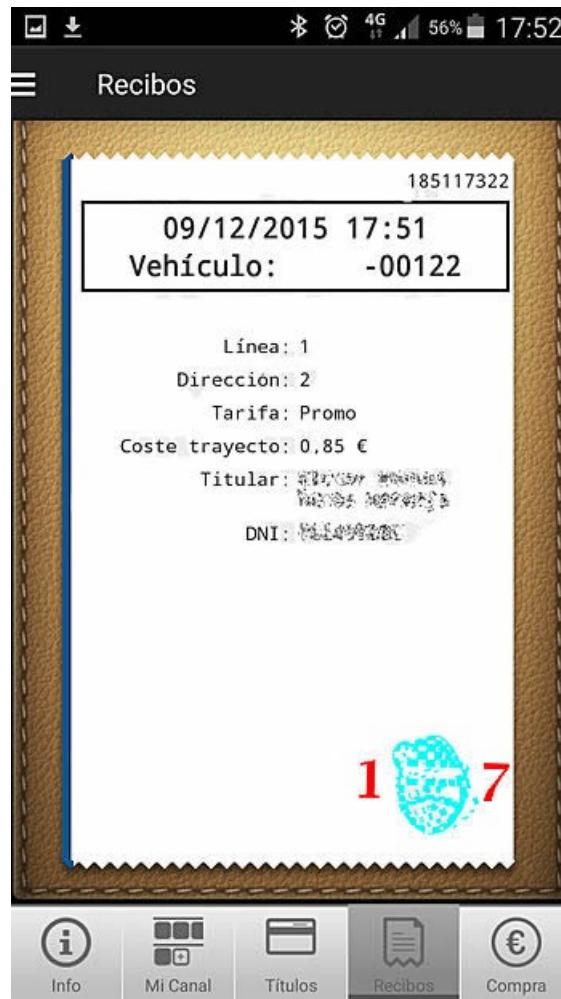 4G 56% 17:52
Recibos
185117322
09/12/2015 17:51
Vehículo: -00122
Línea: 1
Dirección: 2
Tarifa: Promo
Coste trayecto: 0,85 €
Titular:
DNI:
1 7
Info Mi Canal Títulos Recibos Compra